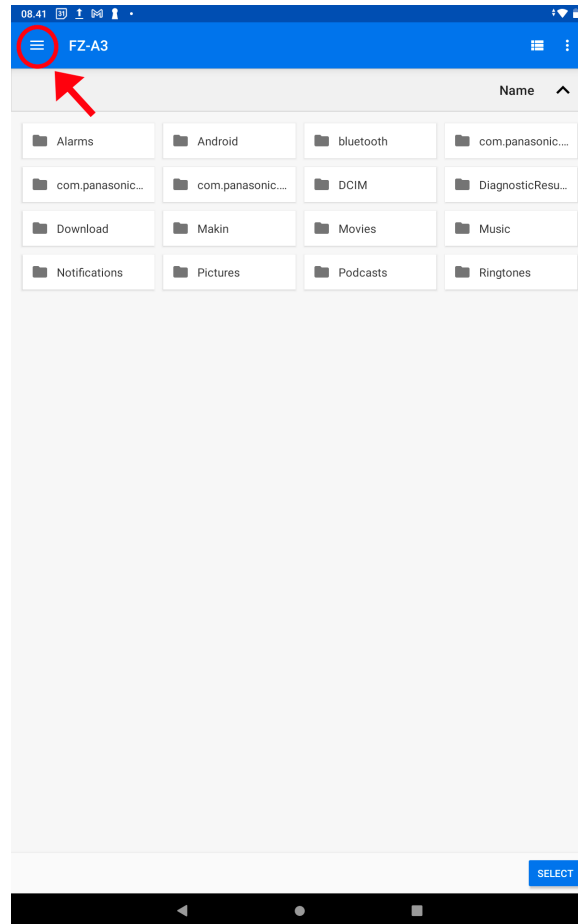 08.41 31
FZ-A3
Name
Alarms Android bluetooth com.panasonic....
com.panasonic... com.panasonic.... DCIM DiagnosticResu...
Download Makin Movies Music
Notifications Pictures Podcasts Ringtones
SELECT